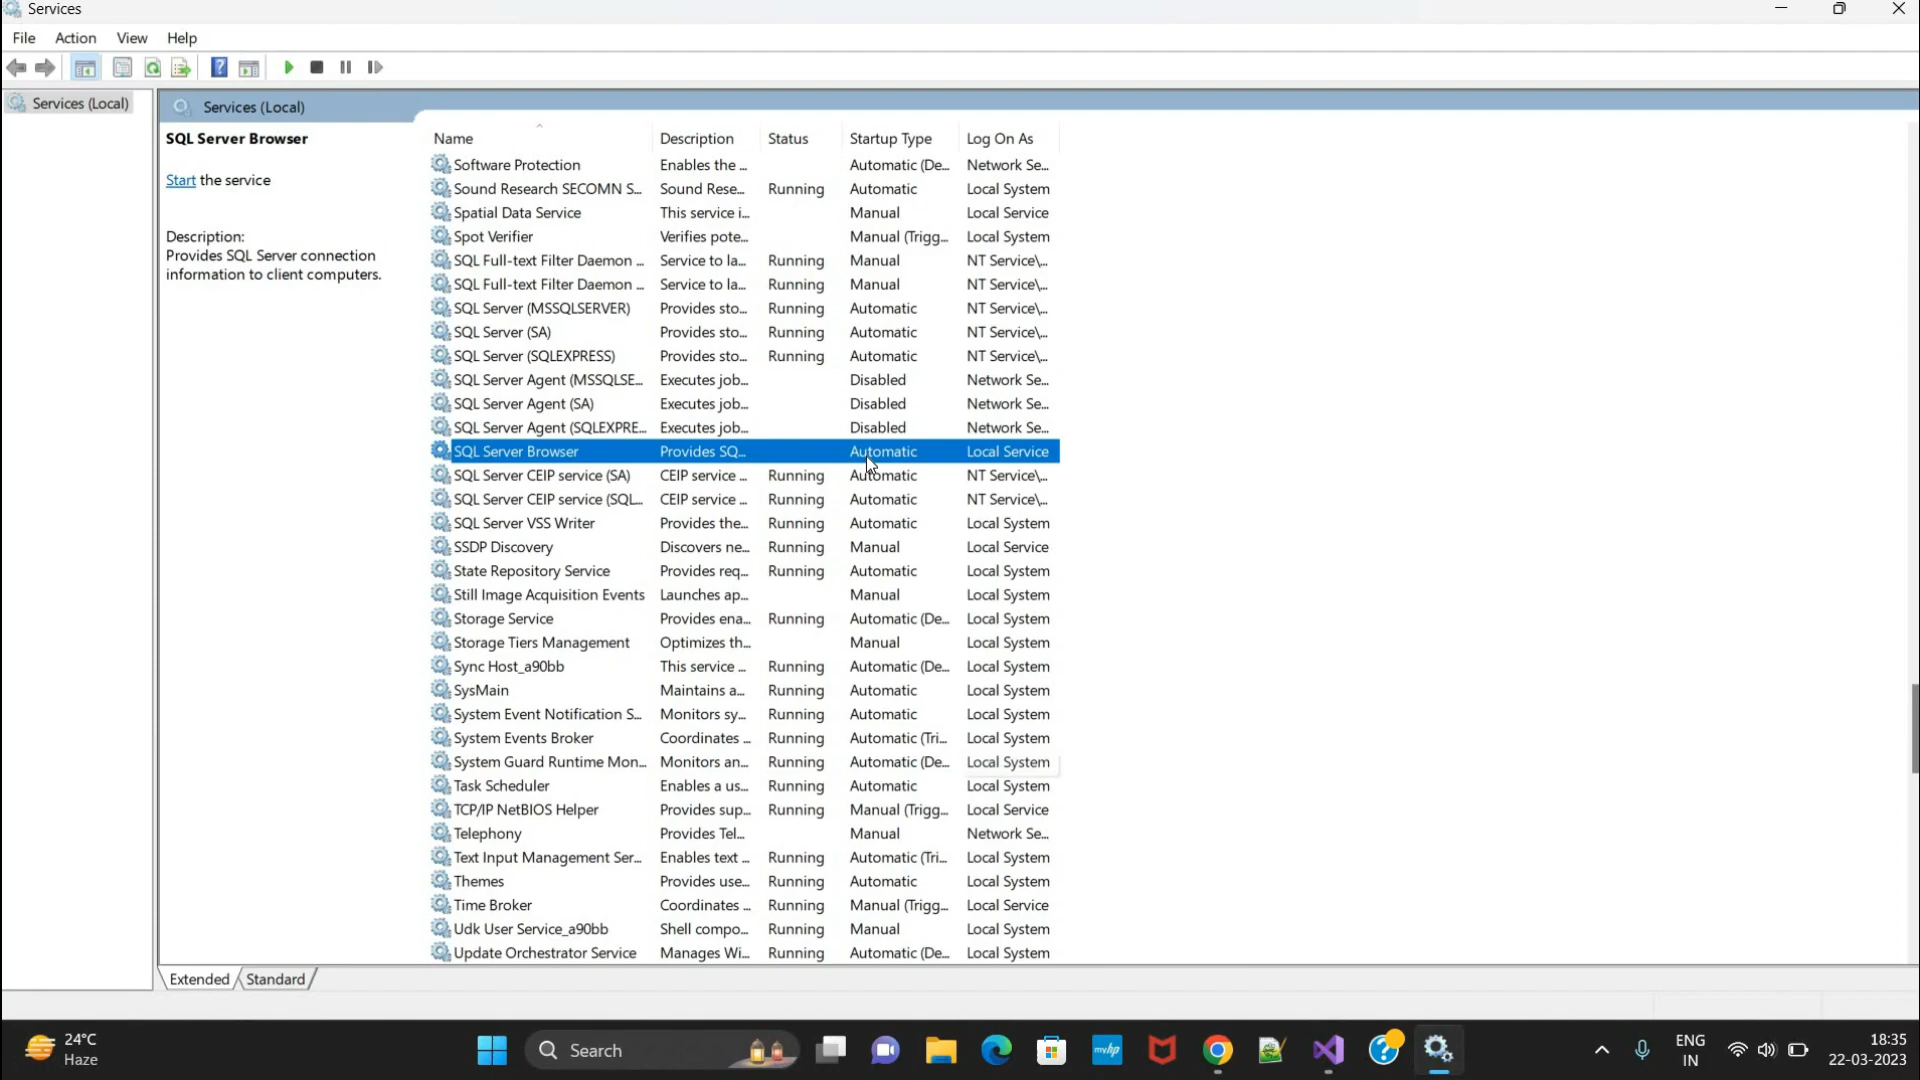 Services
File Action View Help
Services (Local)
Services (Local)
SQL Server Browser
Start the service
Description:
Provides SQL Server connection
information to client computers.
Name Description Status Startup Type Log On As
Software Protection Enables the ... Automatic (De... Network Se...
Sound Research SECOMN S... Sound Rese... Running Automatic Local System
Spatial Data Service This service i... Manual Local Service
Spot Verifier Verifies pote... Manual (Trigg... Local System
SQL Full-text Filter Daemon ... Service to la... Running Manual NT Service\...
SQL Full-text Filter Daemon ... Service to la... Running Manual NT Service\...
SQL Server (MSSQLSERVER) Provides sto... Running Automatic NT Service\...
SQL Server (SA) Provides sto... Running Automatic NT Service\...
SQL Server (SQLEXPRESS) Provides sto... Running Automatic NT Service\...
SQL Server Agent (MSSQLSE... Executes job... Disabled Network Se...
SQL Server Agent (SA) Executes job... Disabled Network Se...
SQL Server Agent (SQLEXPRE... Executes job... Disabled Network Se...
SQL Server Browser Provides SQ... Automatic Local Service
SQL Server CEIP service (SA) CEIP service ... Running Automatic NT Service\...
SQL Server CEIP service (SQL... CEIP service ... Running Automatic NT Service\...
SQL Server VSS Writer Provides the... Running Automatic Local System
SSDP Discovery Discovers ne... Running Manual Local Service
State Repository Service Provides req... Running Automatic Local System
Still Image Acquisition Events Launches ap... Manual Local System
Storage Service Provides ena... Running Automatic (De... Local System
Storage Tiers Management Optimizes th... Manual Local System
Sync Host_a90bb This service ... Running Automatic (De... Local System
SysMain Maintains a... Running Automatic Local System
System Event Notification S... Monitors sy... Running Automatic Local System
System Events Broker Coordinates ... Running Automatic (Tri... Local System
System Guard Runtime Mon... Monitors an... Running Automatic (De... Local System
Task Scheduler Enables a us... Running Automatic Local System
TCP/IP NetBIOS Helper Provides sup... Running Manual (Trigg... Local Service
Telephony Provides Tel... Manual Network Se...
Text Input Management Ser... Enables text ... Running Automatic (Tri... Local System
Themes Provides use... Running Automatic Local System
Time Broker Coordinates ... Running Manual (Trigg... Local Service
Udk User Service_a90bb Shell compo... Running Manual Local System
Update Orchestrator Service Manages Wi... Running Automatic (De... Local System
Extended Standard
24°C
Haze
Search
myhp
ENG
IN
18:35
22-03-2023